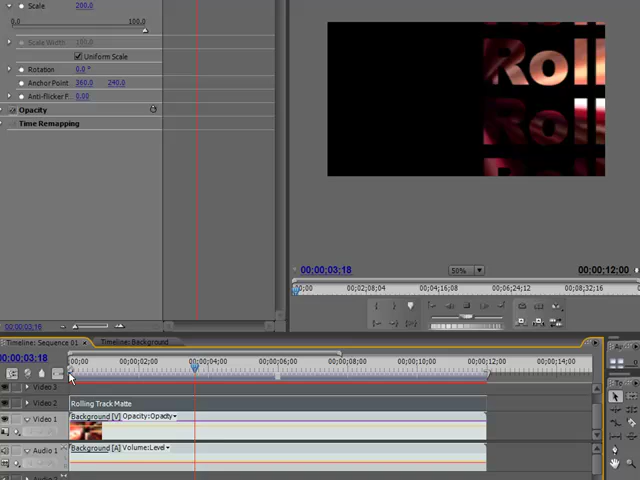 Scale 200.0
0.0 100.0
Scale Width 100.0
Uniform Scale
Rotation 0.0 °
Anchor Point 360.0 240.0
Anti-flicker F 0.00
Opacity
Time Remapping
Roll
Roll
Roll
00;00;03;18 50% 00;00;12;00
;00;00 00;02;08;04 00;04;16;08 00;06;24;12 00;08;32;16
00;00;03;18
Timeline: Sequence 01 Timeline: Background
00;00;03;18
;00;00 00;00;02;00 00;00;04;00 00;00;06;00 00;00;08;00 00;00;10;00 00;00;12;00 00;00;14;00
Video 3
Video 2 Rolling Track Matte
Video 1 Background [V] Opacity:Opacity
Audio 1 Background [A] Volume:Level